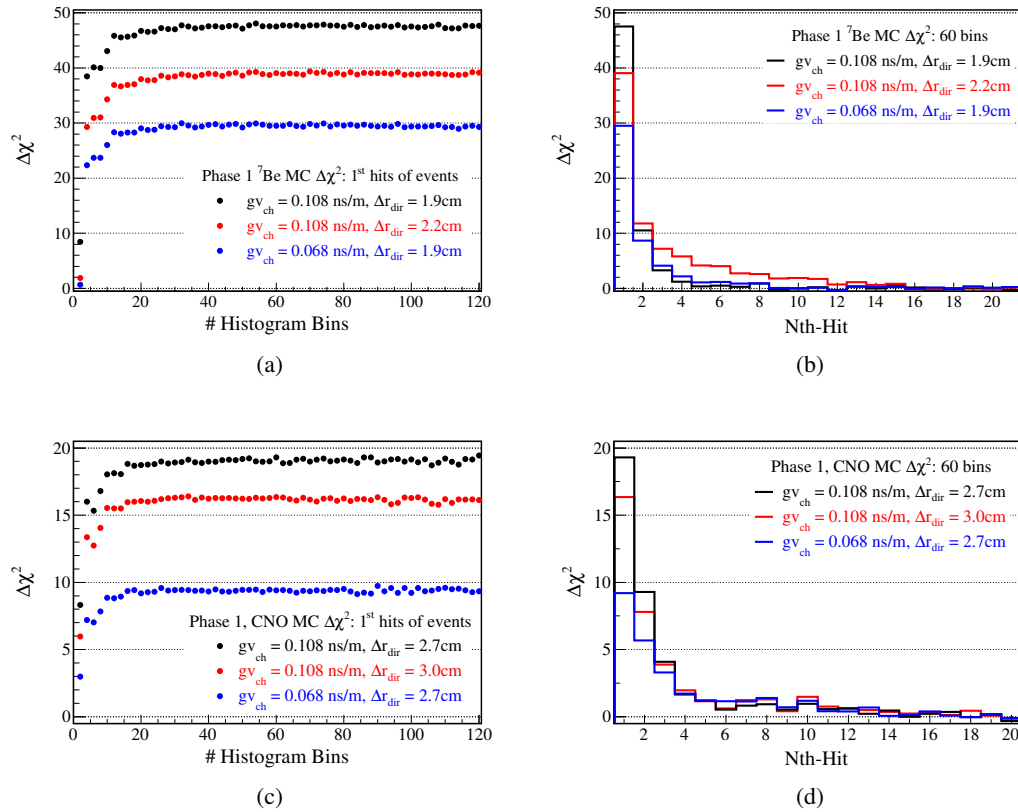 50
40
30
20
10
0
Δχ²
Phase 1 ⁷Be MC Δχ²: 1ˢᵗ hits of events
gv_ch = 0.108 ns/m, Δr_dir = 1.9cm
gv_ch = 0.108 ns/m, Δr_dir = 2.2cm
gv_ch = 0.068 ns/m, Δr_dir = 1.9cm
0 20 40 60 80 100 120
# Histogram Bins
(a)
50
40
30
20
10
0
Δχ²
Phase 1 ⁷Be MC Δχ²: 60 bins
gv_ch = 0.108 ns/m, Δr_dir = 1.9cm
gv_ch = 0.108 ns/m, Δr_dir = 2.2cm
gv_ch = 0.068 ns/m, Δr_dir = 1.9cm
2 4 6 8 10 12 14 16 18 20
Nth-Hit
(b)
20
15
10
5
0
Δχ²
Phase 1, CNO MC Δχ²: 1ˢᵗ hits of events
gv_ch = 0.108 ns/m, Δr_dir = 2.7cm
gv_ch = 0.108 ns/m, Δr_dir = 3.0cm
gv_ch = 0.068 ns/m, Δr_dir = 2.7cm
0 20 40 60 80 100 120
# Histogram Bins
(c)
20
15
10
5
0
Δχ²
Phase 1, CNO MC Δχ²: 60 bins
gv_ch = 0.108 ns/m, Δr_dir = 2.7cm
gv_ch = 0.108 ns/m, Δr_dir = 3.0cm
gv_ch = 0.068 ns/m, Δr_dir = 2.7cm
2 4 6 8 10 12 14 16 18 20
Nth-Hit
(d)